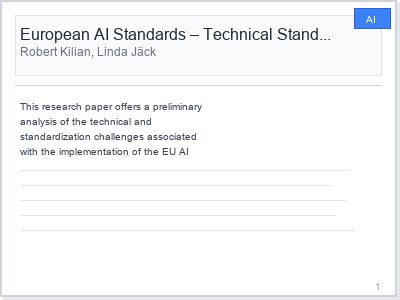 AI
European AI Standards – Technical Stand...
Robert Kilian, Linda Jäck
This research paper offers a preliminary
analysis of the technical and
standardization challenges associated
with the implementation of the EU AI
1